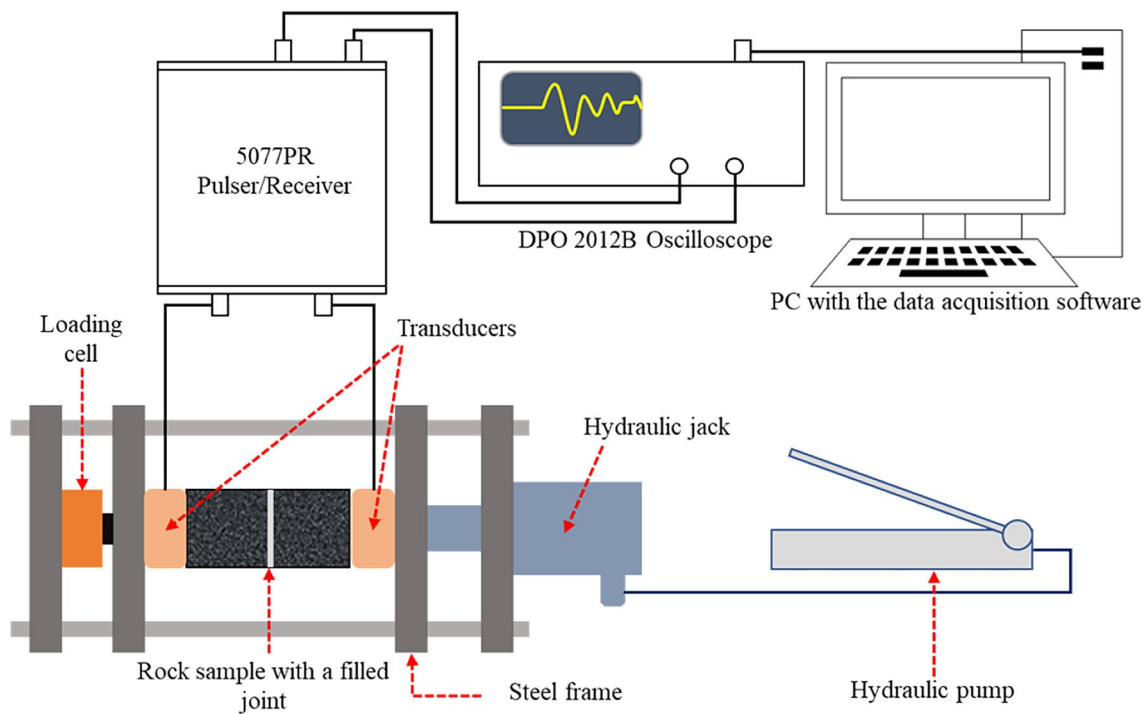 5077PR
Pulser/Receiver
DPO 2012B Oscilloscope
PC with the data acquisition software
Loading
cell
Transducers
Hydraulic jack
Rock sample with a filled
joint
Steel frame
Hydraulic pump